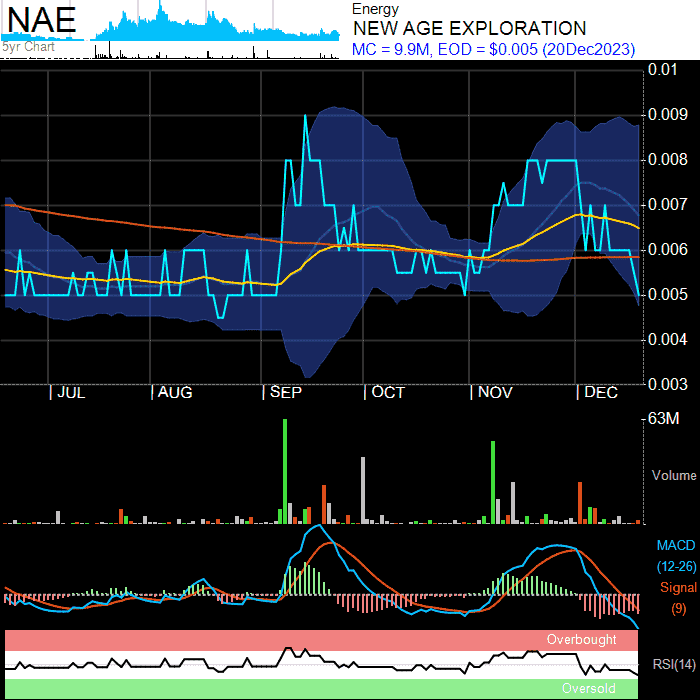 NAE
5yr Chart
Energy
NEW AGE EXPLORATION
MC = 9.9M, EOD = $0.005 (20Dec2023)
0.01
0.009
0.008
0.007
0.006
0.005
0.004
0.003
| JUL | AUG | SEP | OCT | NOV | DEC
63M
Volume
MACD
(12-26)
Signal
(9)
Overbought
RSI(14)
Oversold